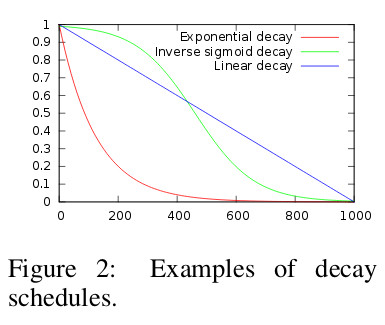 1
0.9
0.8
0.7
0.6
0.5
0.4
0.3
0.2
0.1
0
0 200 400 600 800 1000
Exponential decay
Inverse sigmoid decay
Linear decay
Figure 2: Examples of decay
schedules.